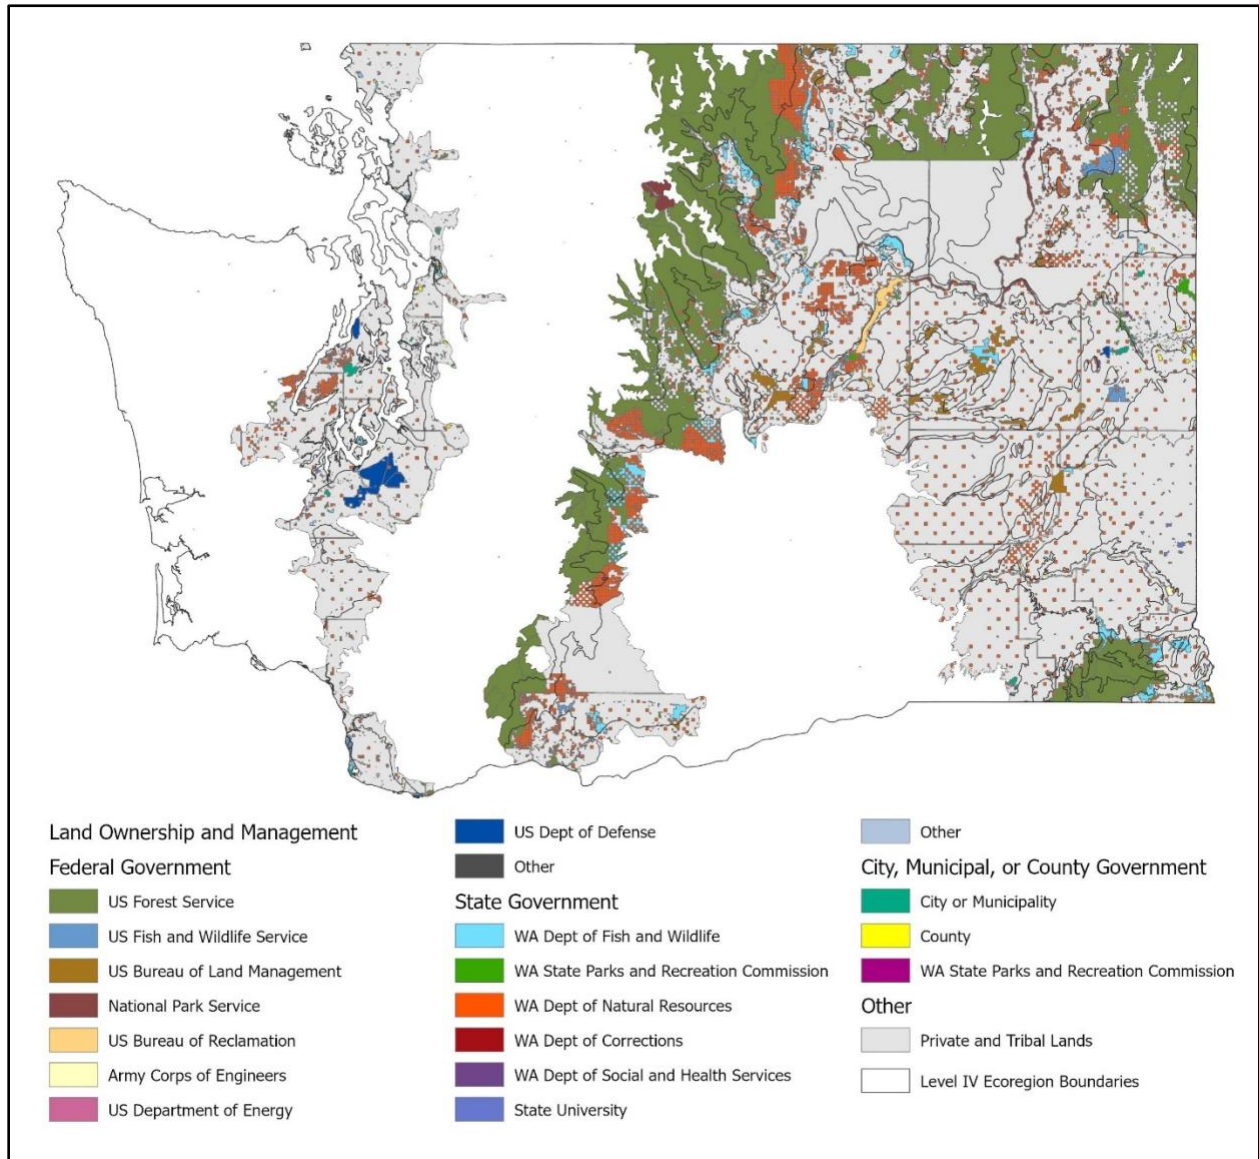 Land Ownership and Management
Federal Government
US Forest Service
US Fish and Wildlife Service
US Bureau of Land Management
National Park Service
US Bureau of Reclamation
Army Corps of Engineers
US Department of Energy
US Dept of Defense
Other
State Government
WA Dept of Fish and Wildlife
WA State Parks and Recreation Commission
WA Dept of Natural Resources
WA Dept of Corrections
WA Dept of Social and Health Services
State University
Other
City, Municipal, or County Government
City or Municipality
County
WA State Parks and Recreation Commission
Other
Private and Tribal Lands
Level IV Ecoregion Boundaries